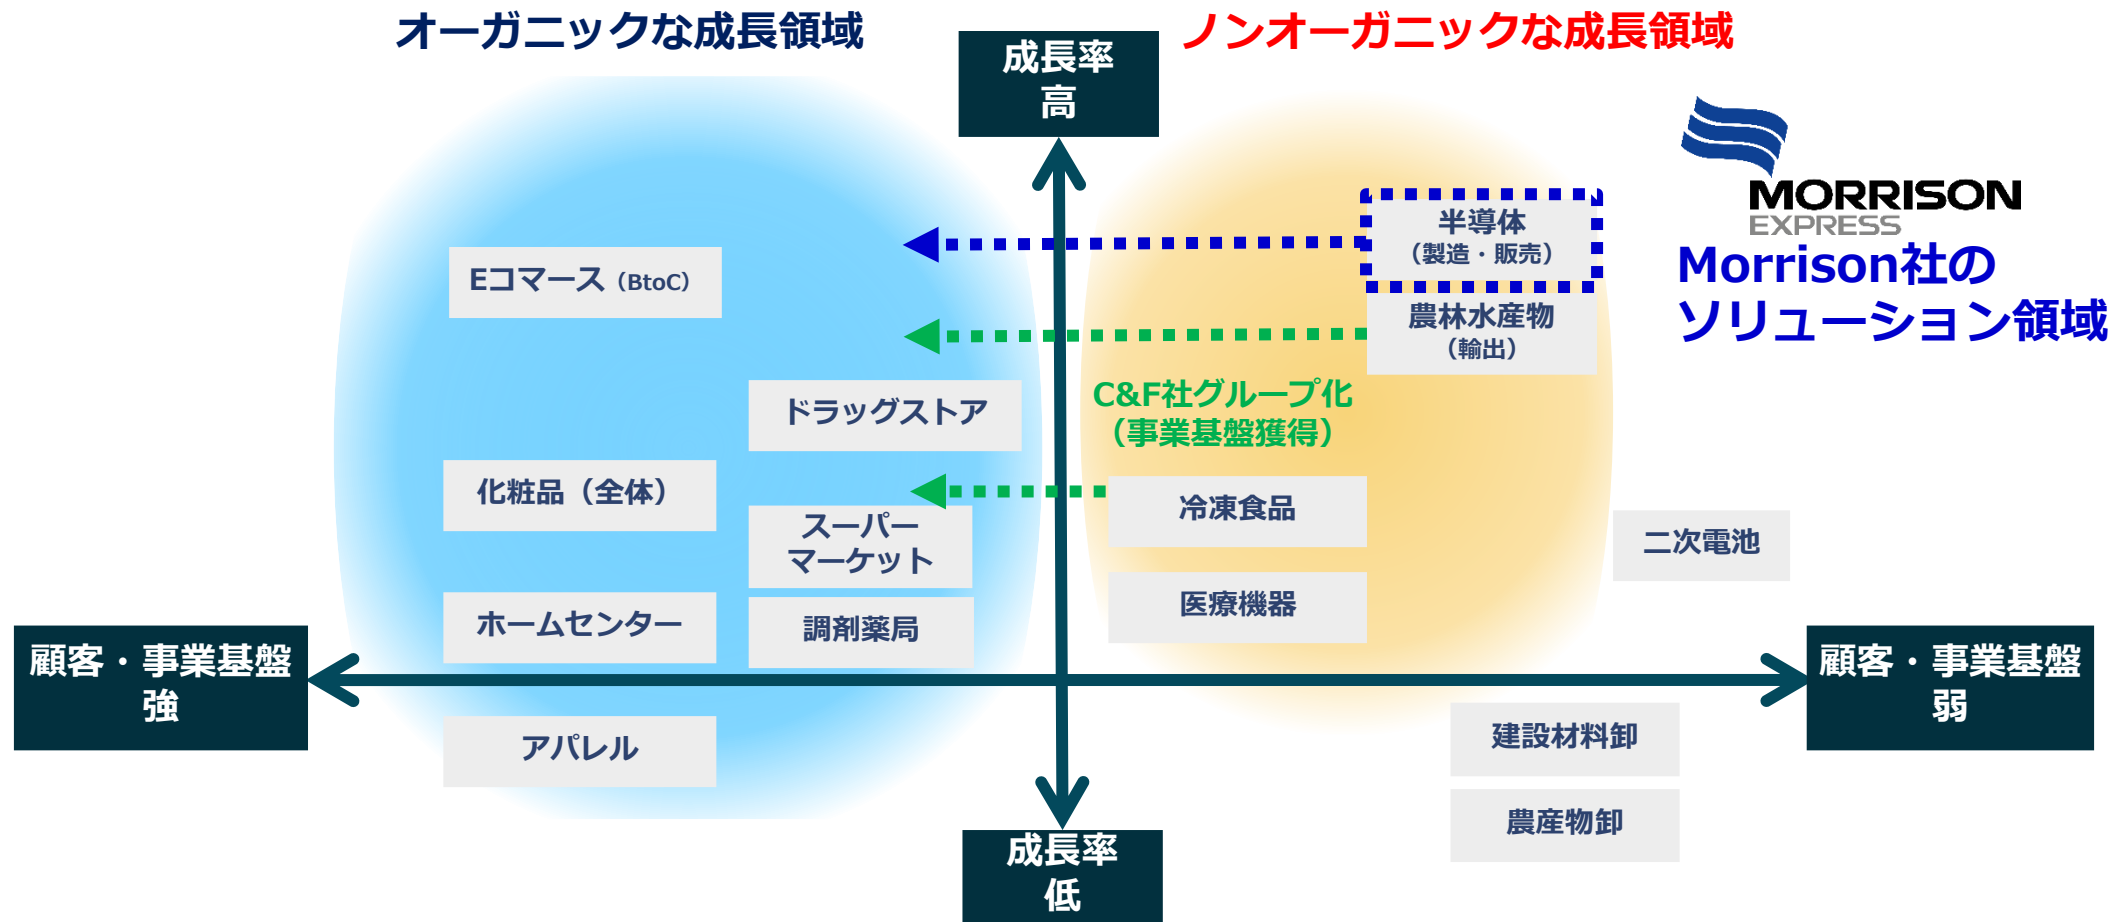 オーガニックな成長領域
ノンオーガニックな成長領域
成長率
高
MORRISON
EXPRESS
Morrison社の
ソリューション領域
半導体
（製造・販売）
Eコマース（BtoC）
農林水産物
（輸出）
ドラッグストア
C&F社グループ化
（事業基盤獲得）
化粧品（全体）
冷凍食品
スーパー
マーケット
二次電池
ホームセンター
調剤薬局
医療機器
顧客・事業基盤
強
顧客・事業基盤
弱
アパレル
建設材料卸
農産物卸
成長率
低